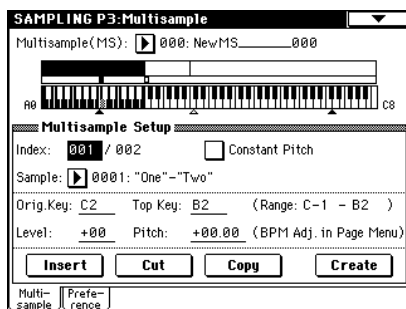 SAMPLING P3:Multisample
Multisample(MS): 000: NewMS_______000
A0 C8
Multisample Setup
Index: 001 / 002 Constant Pitch
Sample: 0001: "One"-"Two"
Orig.Key: C2 Top Key: B2 (Range: C-1 - B2 )
Level: +00 Pitch: +00.00 (BPM Adj. in Page Menu)
Insert Cut Copy Create
Multi-sample Prefe-rence